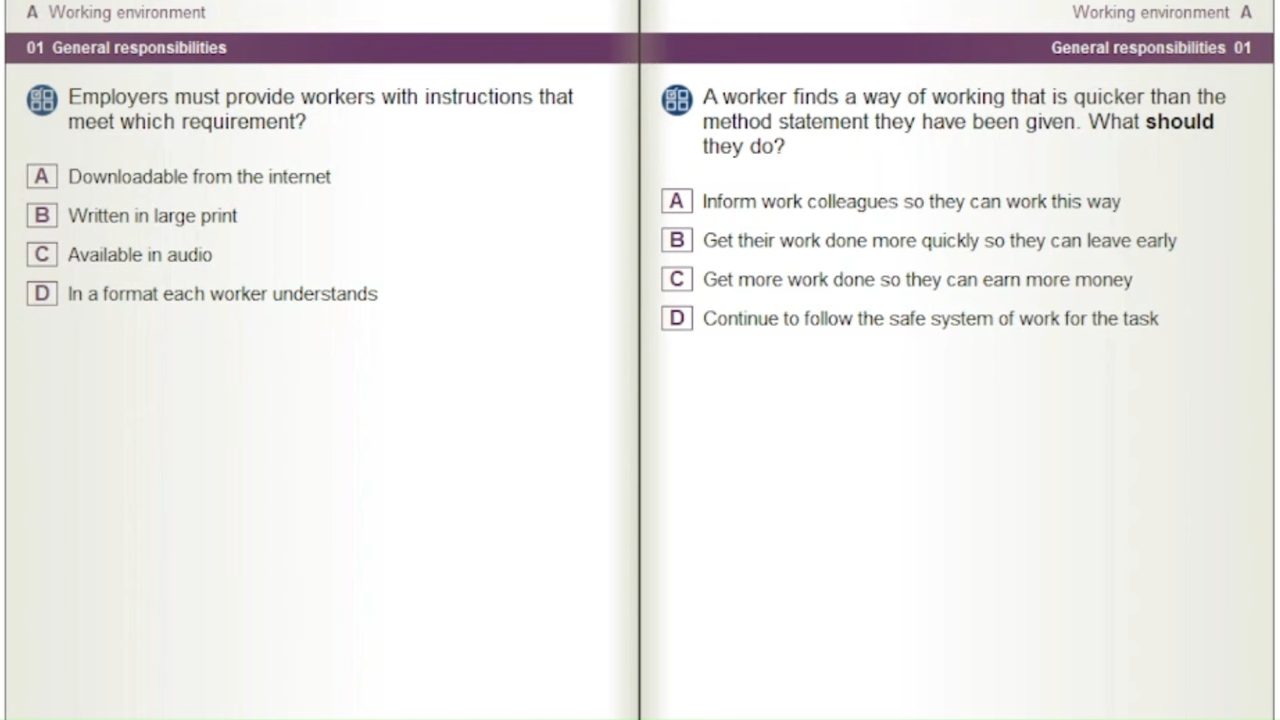 A Working environment
01 General responsibilities
Employers must provide workers with instructions that
meet which requirement?
A Downloadable from the internet
B Written in large print
C Available in audio
D In a format each worker understands
Working environment A
General responsibilities 01
A worker finds a way of working that is quicker than the
method statement they have been given. What should
they do?
A Inform work colleagues so they can work this way
B Get their work done more quickly so they can leave early
C Get more work done so they can earn more money
D Continue to follow the safe system of work for the task